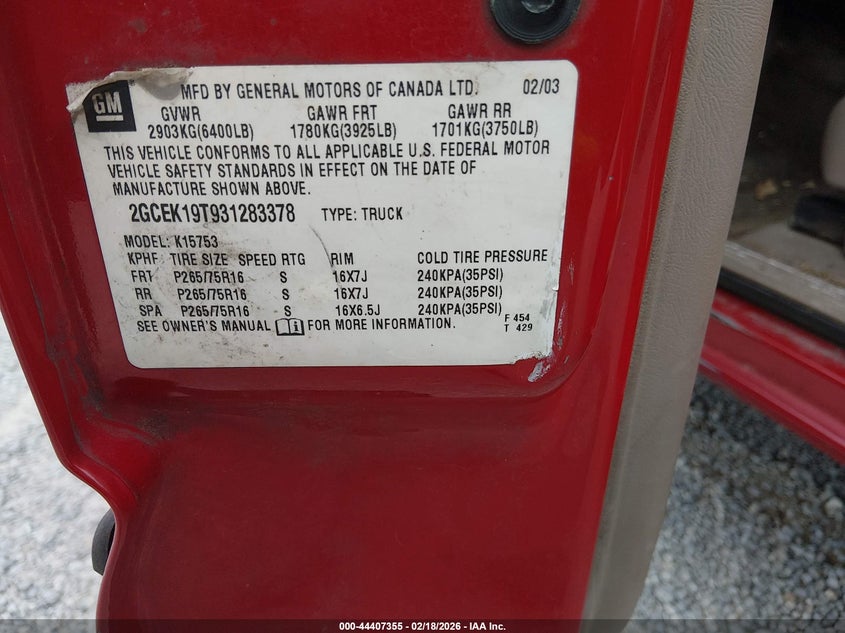 GM
MFD BY GENERAL MOTORS OF CANADA LTD. 02/03
GVWR GAWR FRT GAWR RR
2903KG(6400LB) 1780KG(3925LB) 1701KG(3750LB)
THIS VEHICLE CONFORMS TO ALL APPLICABLE U.S. FEDERAL MOTOR
VEHICLE SAFETY STANDARDS IN EFFECT ON THE DATE OF
MANUFACTURE SHOWN ABOVE.
2GCEK19T931283378 TYPE: TRUCK
MODEL: K15753
KPHF TIRE SIZE SPEED RTG RIM COLD TIRE PRESSURE
FRT P265/75R16 S 16X7J 240KPA(35PSI)
RR P265/75R16 S 16X7J 240KPA(35PSI)
SPA P265/75R16 S 16X6.5J 240KPA(35PSI)
SEE OWNER'S MANUAL FOR MORE INFORMATION.
F 454
T 429
000-44407355 - 02/18/2026 - IAA Inc.